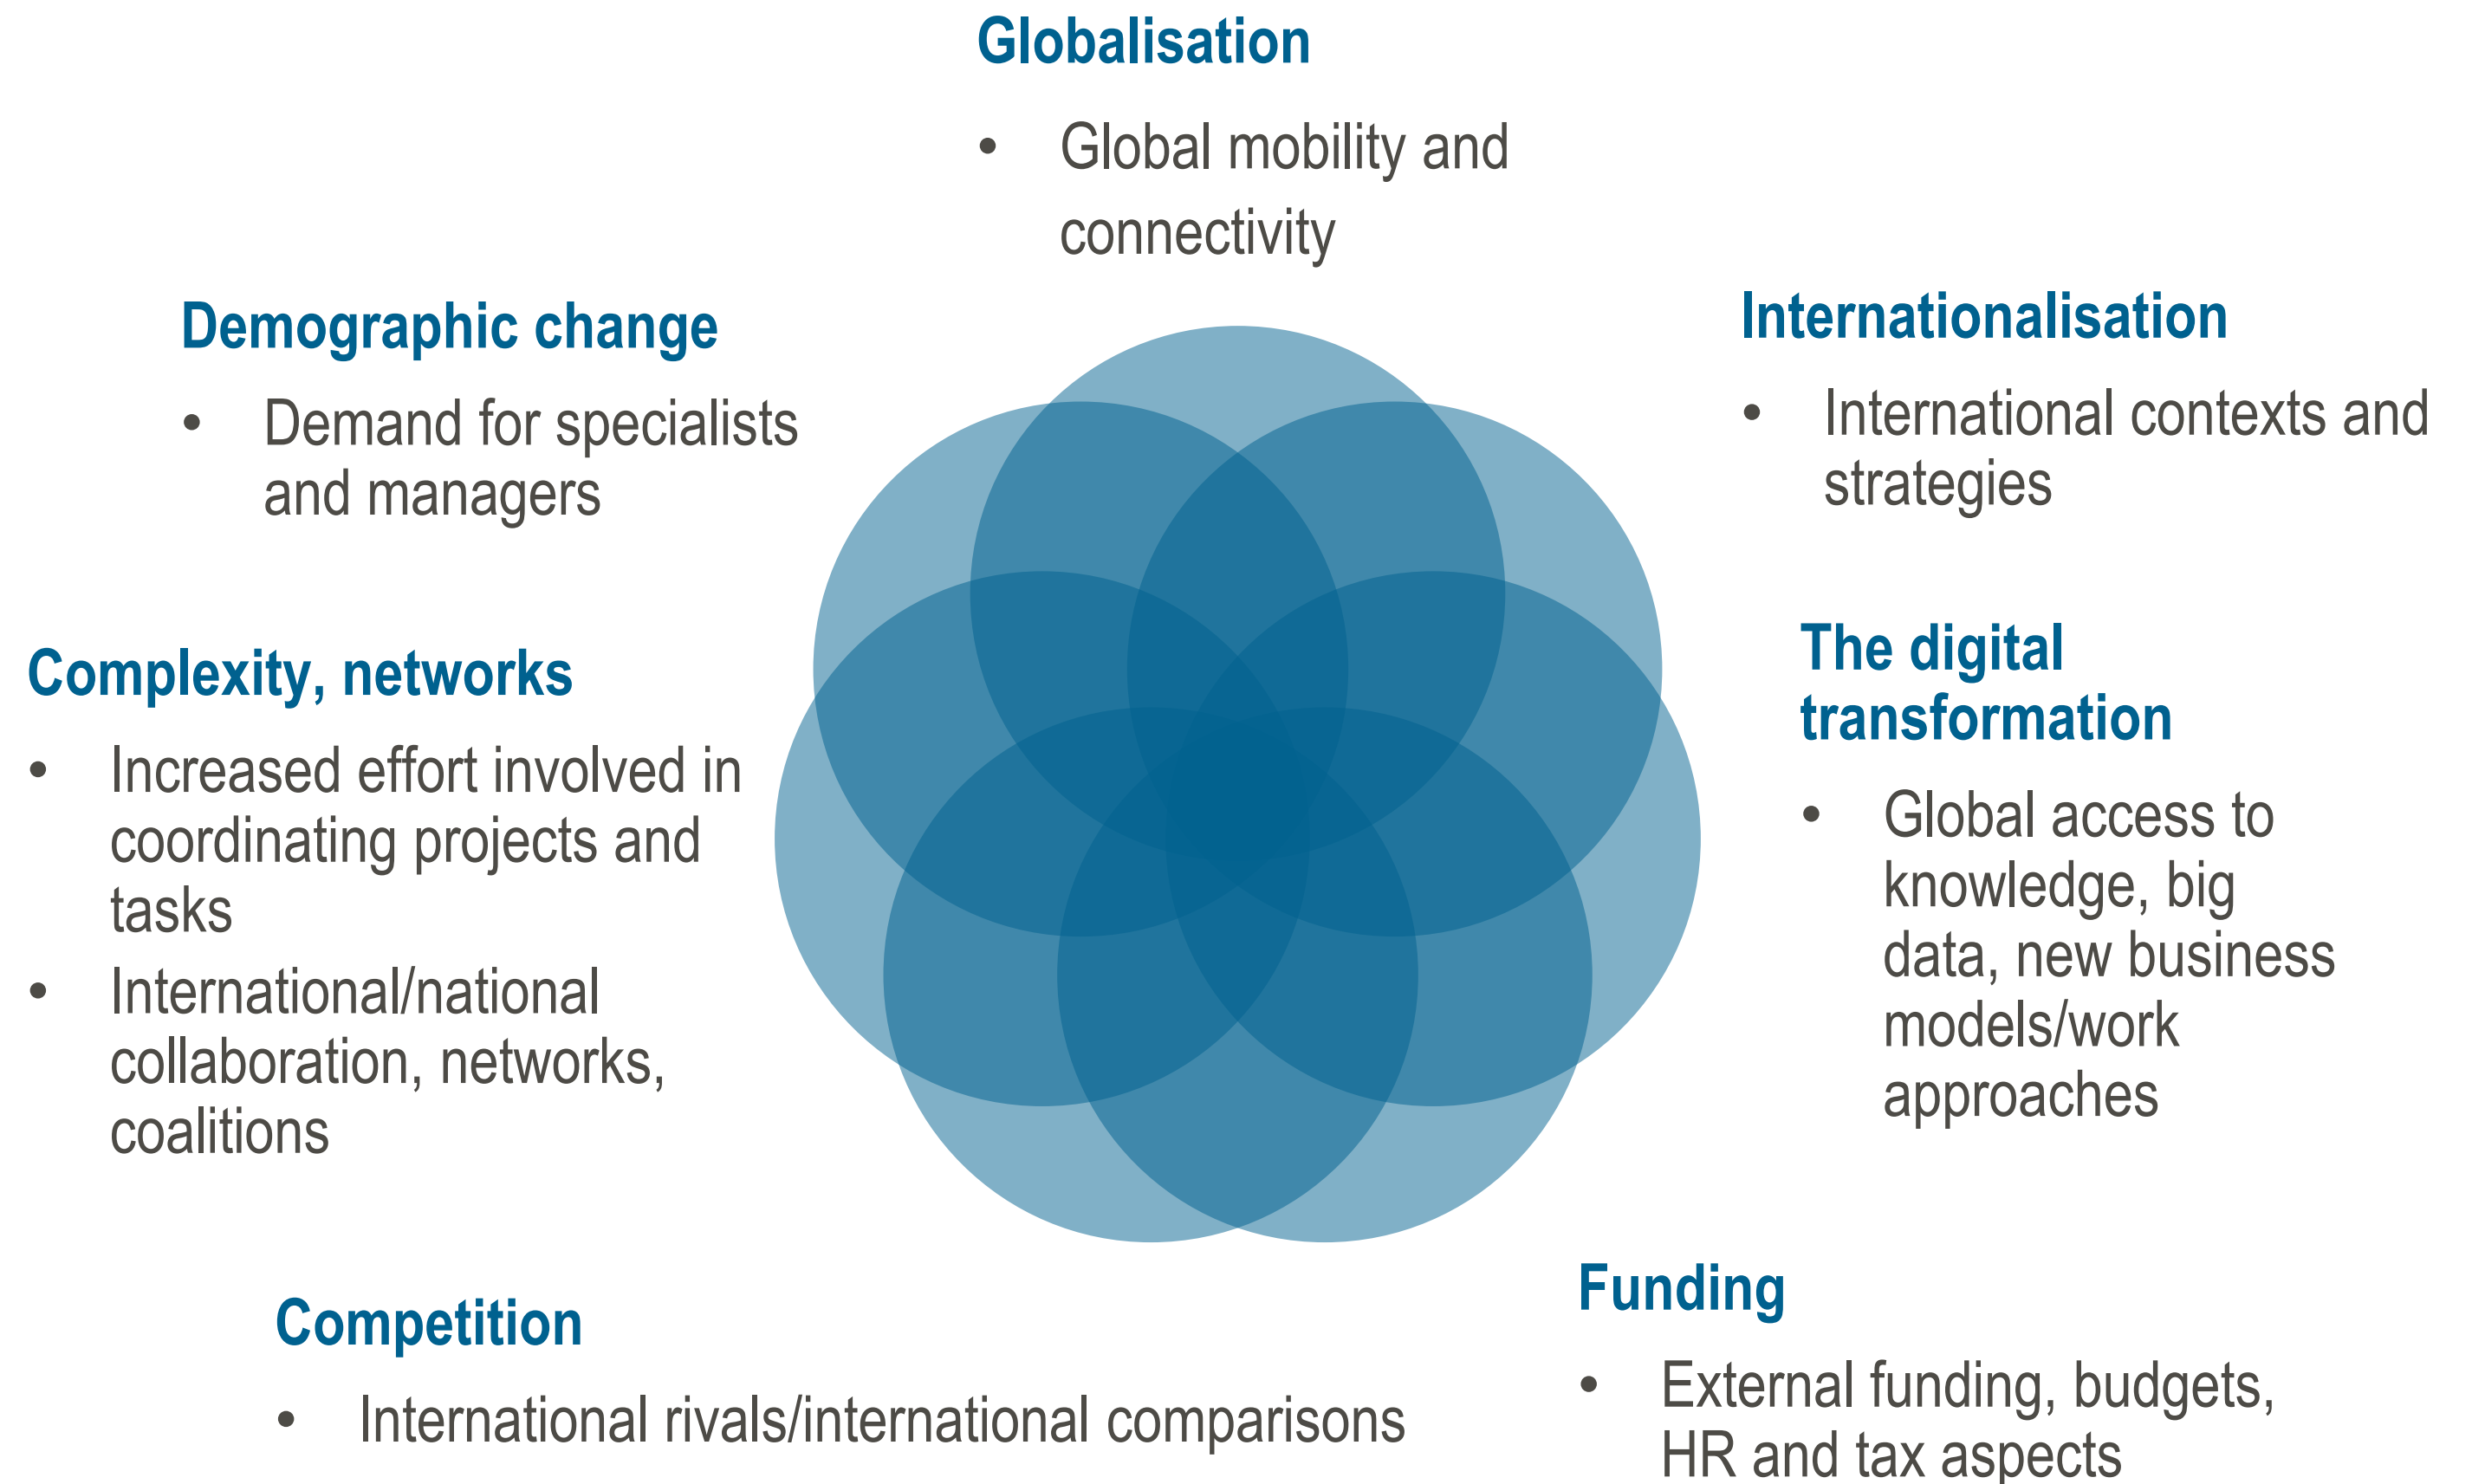 Globalisation
• Global mobility and
connectivity
Demographic change
• Demand for specialists
and managers
Internationalisation
• International contexts and
strategies
Complexity, networks
• Increased effort involved in
coordinating projects and
tasks
• International/national
collaboration, networks,
coalitions
The digital
transformation
• Global access to
knowledge, big
data, new business
models/work
approaches
Competition
• International rivals/international comparisons
Funding
• External funding, budgets,
HR and tax aspects